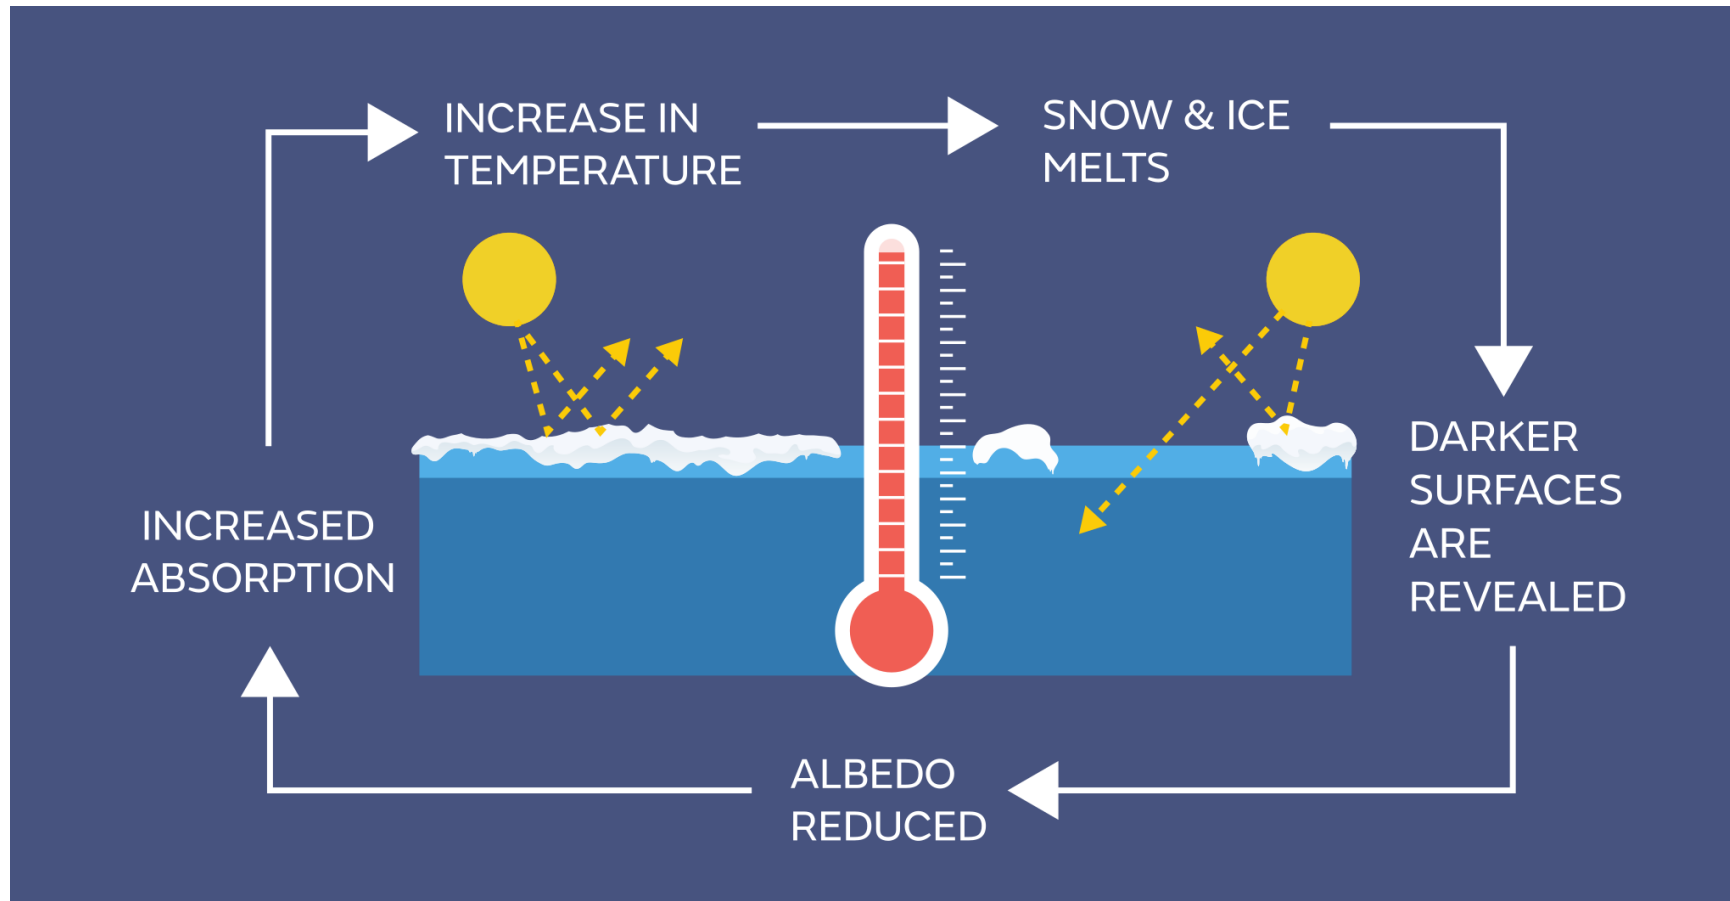 INCREASE IN
TEMPERATURE
SNOW & ICE
MELTS
DARKER
SURFACES
ARE
REVEALED
ALBEDO
REDUCED
INCREASED
ABSORPTION